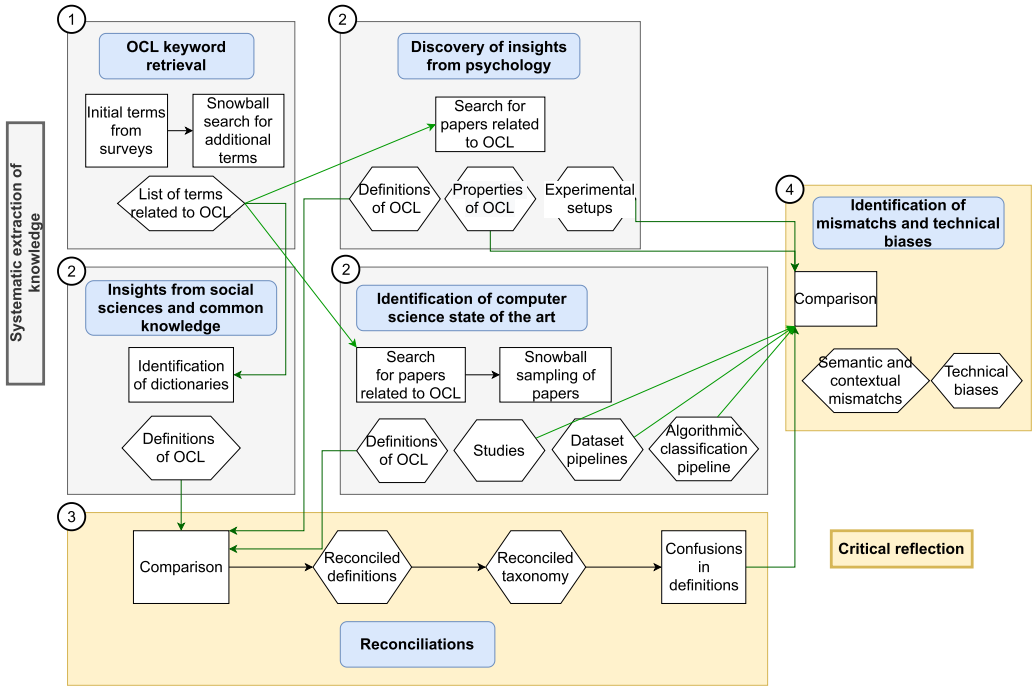 1
OCL keyword
retrieval
Initial terms
from
surveys
Snowball
search for
additional
terms
List of terms
related to OCL
2
Discovery of insights
from psychology
Search for
papers related
to OCL
Definitions
of OCL
Properties
of OCL
Experimental
setups
Systematic extraction of
knowledge
2
Insights from social
sciences and common
knowledge
Identification
of dictionaries
Definitions
of OCL
2
Identification of computer
science state of the art
Search
for papers
related to OCL
Snowball
sampling of
papers
Definitions
of OCL
Studies
Dataset
pipelines
Algorithmic
classification
pipeline
4
Identification of
mismatchs and technical
biases
Comparison
Semantic and
contextual
mismatchs
Technical
biases
3
Comparison
Reconciled
definitions
Reconciled
taxonomy
Confusions
in
definitions
Reconciliations
Critical reflection